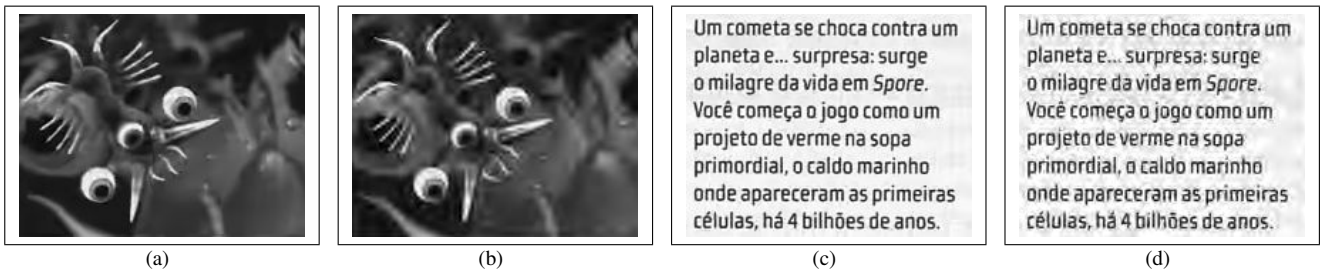 Um cometa se choca contra um
planeta e... surpresa: surge
o milagre da vida em Spore.
Você começa o jogo como um
projeto de verme na sopa
primordial, o caldo marinho
onde apareceram as primeiras
células, há 4 bilhões de anos.
Um cometa se choca contra um
planeta e... surpresa: surge
o milagre da vida em Spore.
Você começa o jogo como um
projeto de verme na sopa
primordial, o caldo marinho
onde apareceram as primeiras
células, há 4 bilhões de anos.
(a)
(b)
(c)
(d)